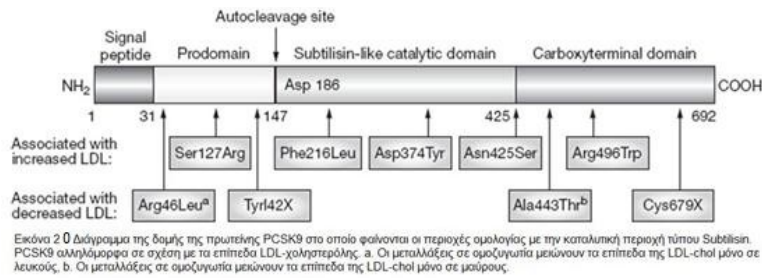 Autocleavage site
Signal peptide
Prodomain
Subtilisin-like catalytic domain
Carboxyterminal domain
NH2 Asp 186 COOH
1 31 147 425 692
Associated with increased LDL:
Ser127Arg Phe216Leu Asp374Tyr Asn425Ser Arg496Trp
Associated with decreased LDL:
Arg46Leuᵃ Tyrl42X Ala443Thrᵇ Cys679X
Εικόνα 20 Διάγραμμα της δομής της πρωτείνης PCSK9 στο οποίο φαίνονται οι περιοχές ομολογίας με την καταλυτική περιοχή τύπου Subtilisin.
PCSK9 αλληλόμορφα σε σχέση με τα επίπεδα LDL-χοληστερόλης. a. Οι μεταλλάξεις σε ομοζυγωτία μειώνουν τα επίπεδα της LDL-chol μόνο σε
λευκούς, b. Οι μεταλλάξεις σε ομοζυγωτία μειώνουν τα επίπεδα της LDL-chol μόνο σε μαύρους.